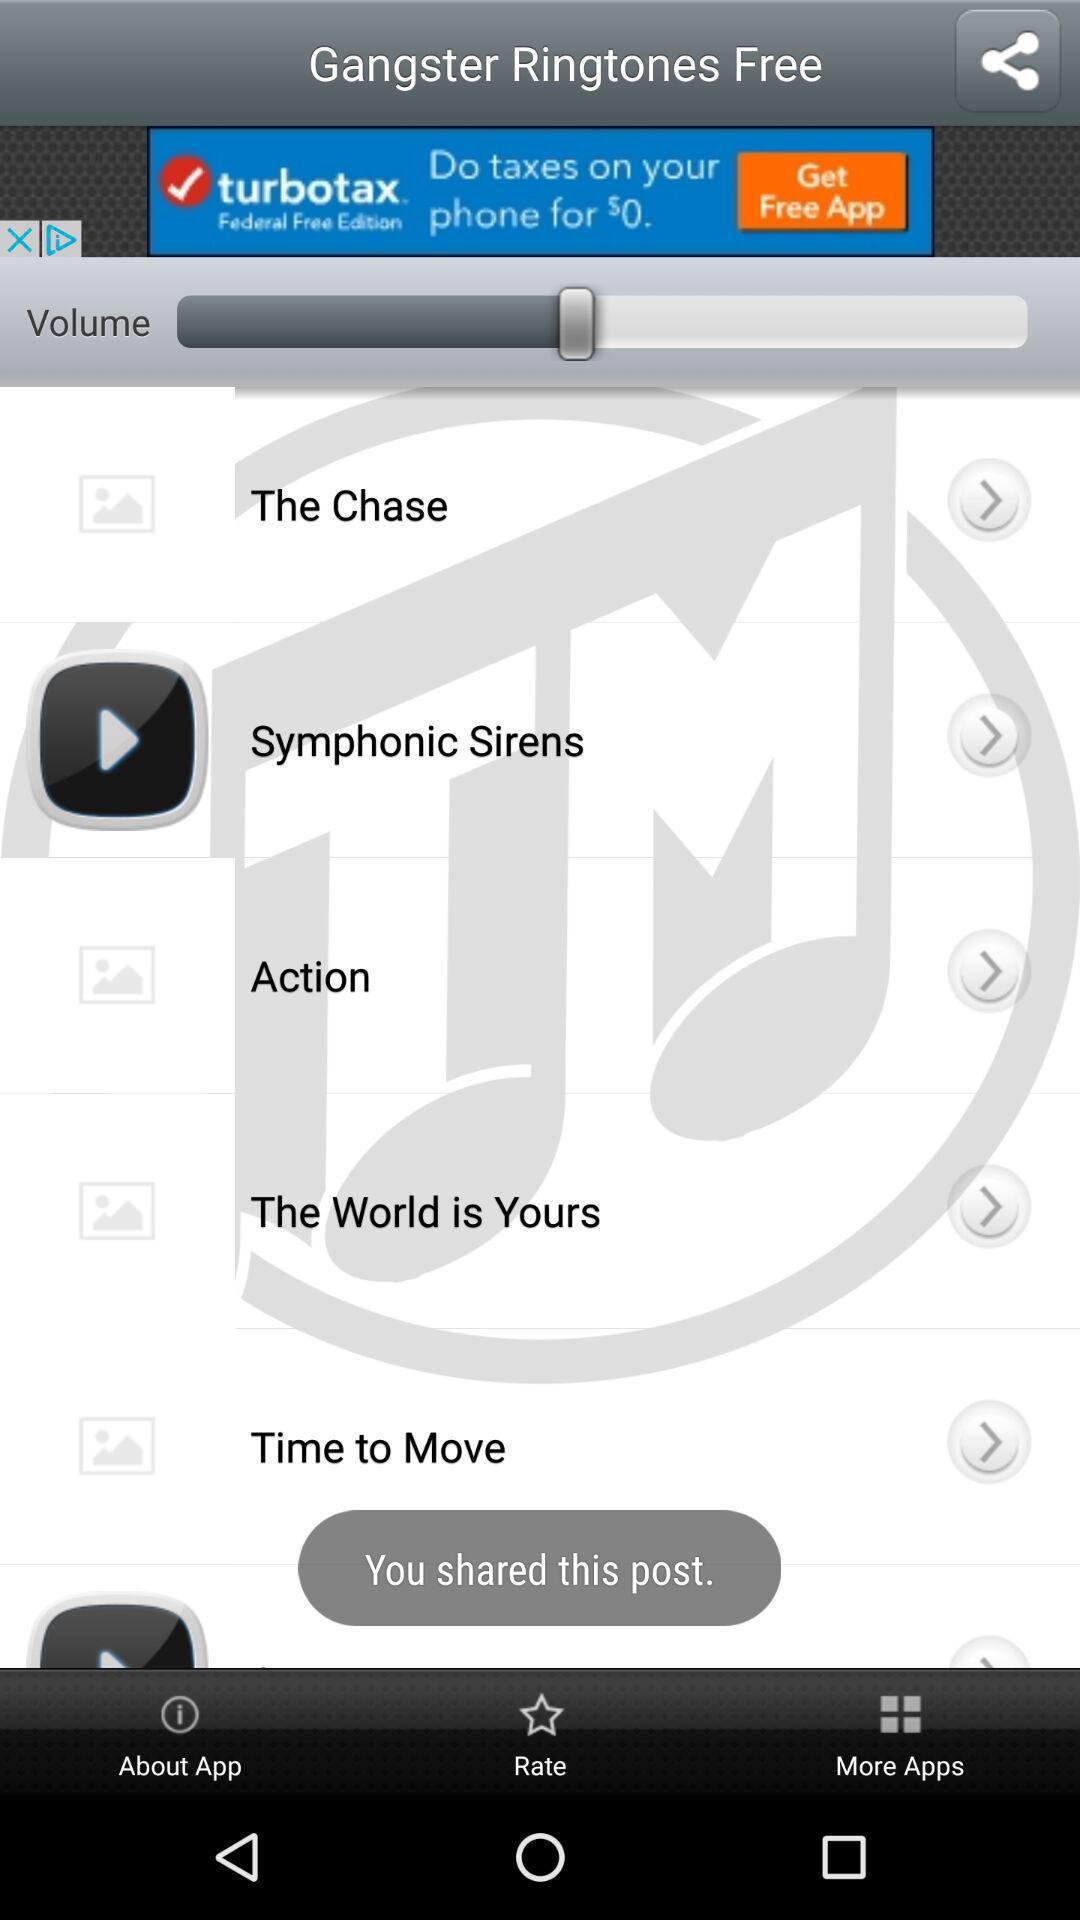 Gangster Ringtones Free
turbotax
Federal Free Edition
Do taxes on your
phone for $0.
Get
Free App
Volume
The Chase
Symphonic Sirens
Action
The World is Yours
Time to Move
You shared this post.
About App
Rate
More Apps